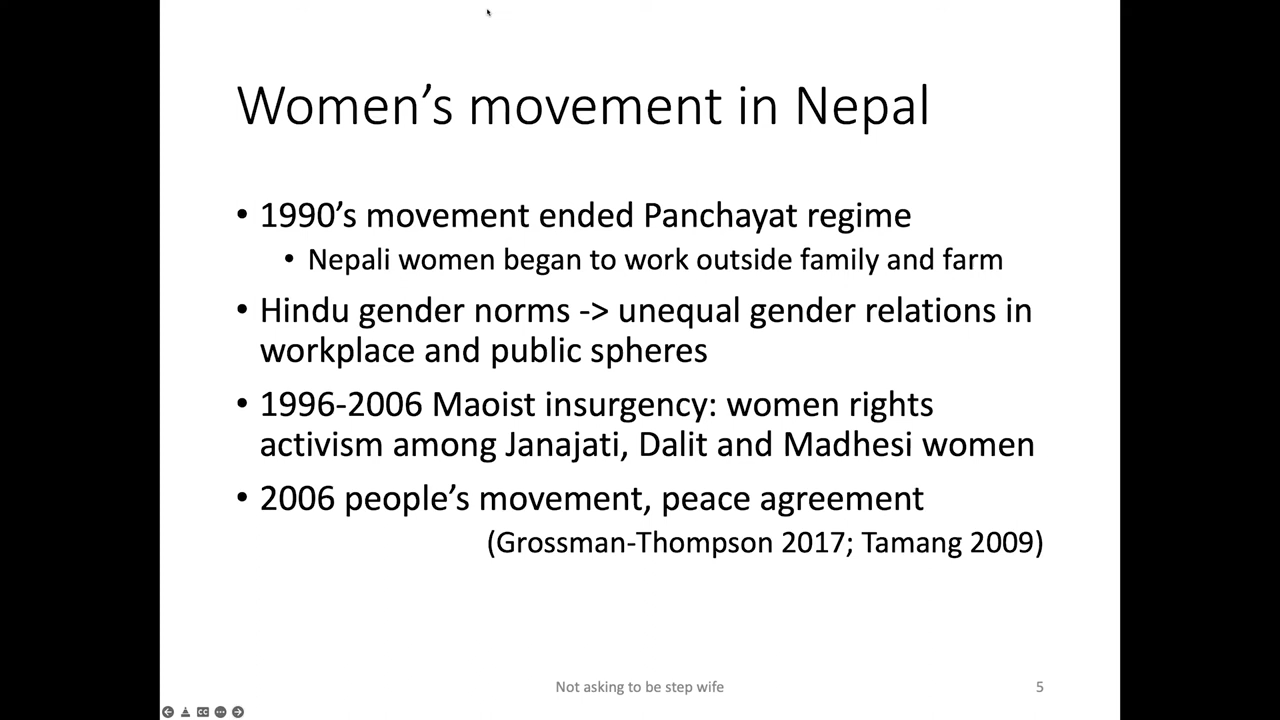 Women’s movement in Nepal
• 1990’s movement ended Panchayat regime
• Nepali women began to work outside family and farm
• Hindu gender norms -> unequal gender relations in
workplace and public spheres
• 1996-2006 Maoist insurgency: women rights
activism among Janajati, Dalit and Madhesi women
• 2006 people’s movement, peace agreement
(Grossman-Thompson 2017; Tamang 2009)
Not asking to be step wife
5
CC